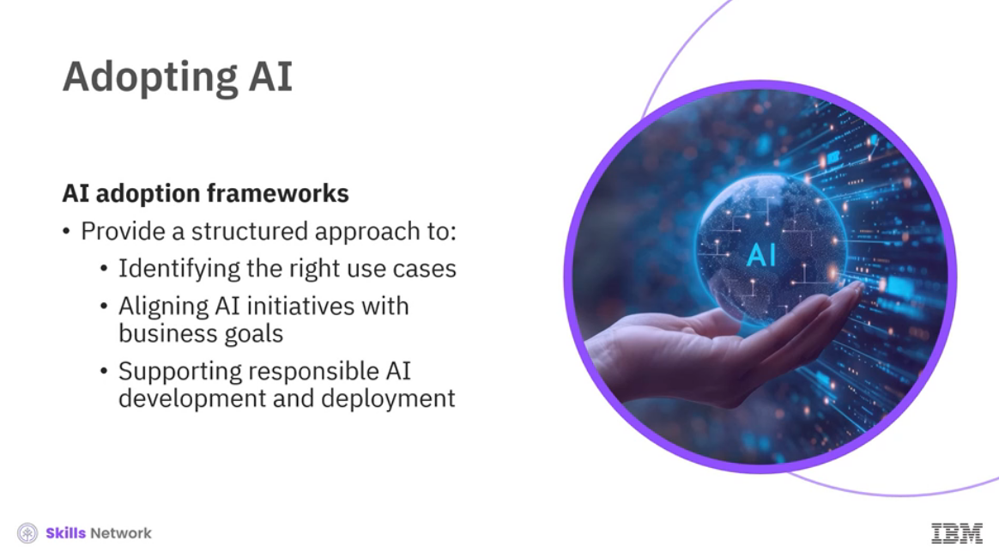 Adopting AI
AI adoption frameworks
• Provide a structured approach to:
• Identifying the right use cases
• Aligning AI initiatives with
business goals
• Supporting responsible AI
development and deployment
AI
Skills Network
IBM